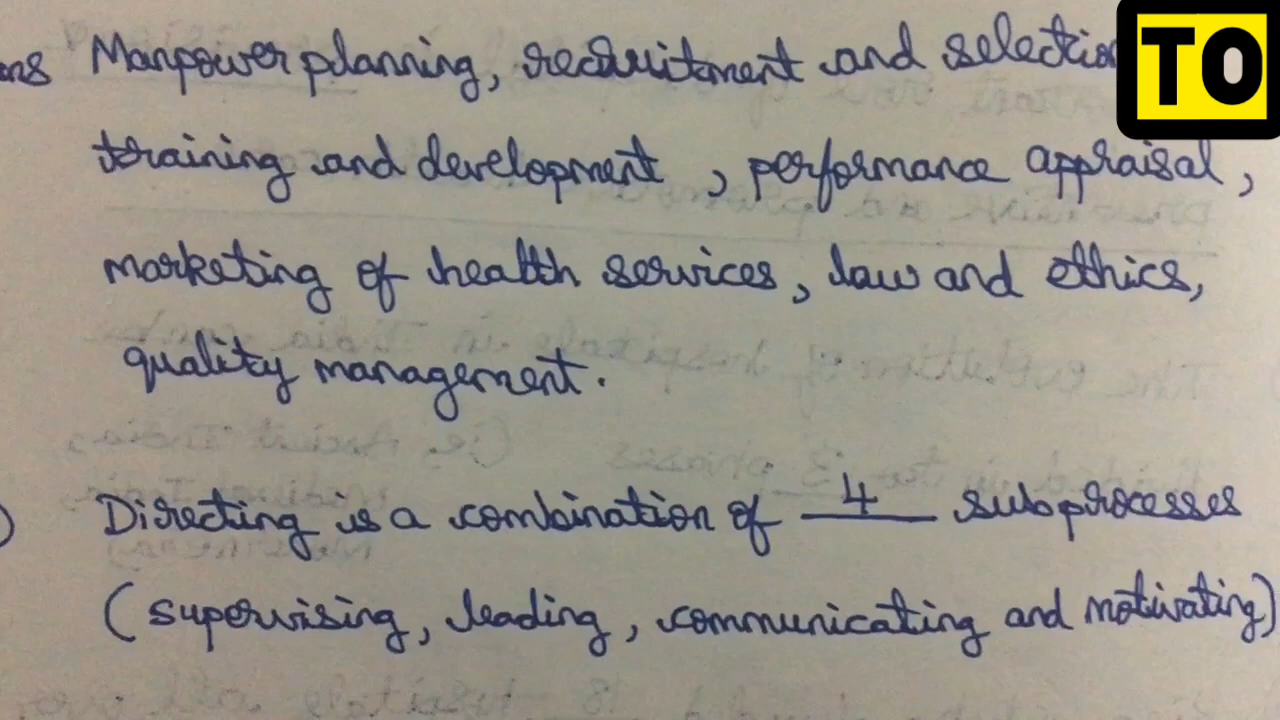 ans Manpower planning, recruitment and selection
TO
training and development, performance appraisal,
marketing of health services, law and ethics,
quality management.
) Directing is a combination of 4 subprocesses
(supervising, leading, communicating and motivating)